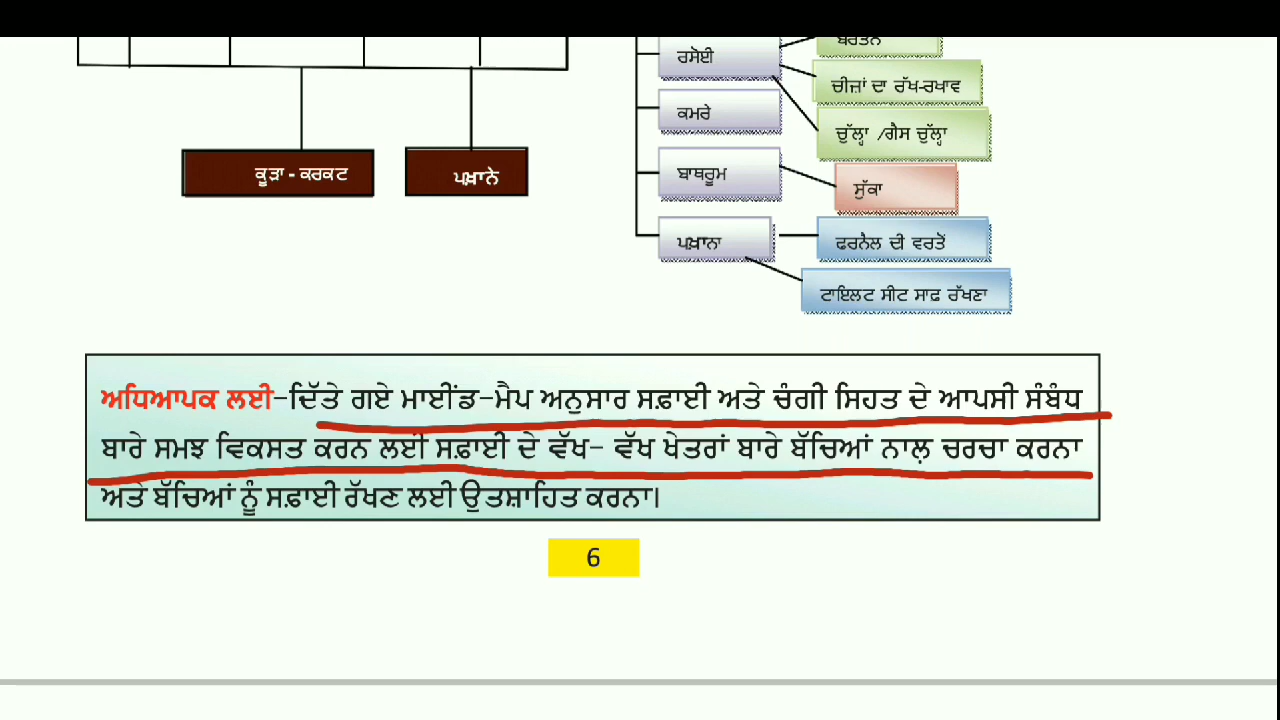 ਬਰਤਨ
ਰਸੋਈ
ਚੀਜ਼ਾਂ ਦਾ ਰੱਖ-ਰਖਾਵ
ਕਮਰੇ
ਚੁੱਲ੍ਹਾ /ਗੈਸ ਚੁੱਲ੍ਹਾ
ਕੂੜਾ - ਕਰਕਟ
ਪਖ਼ਾਨੇ
ਬਾਥਰੂਮ
ਸੁੱਕਾ
ਪਖ਼ਾਨਾ
ਫਰਨੈਲ ਦੀ ਵਰਤੋਂ
ਟਾਇਲਟ ਸੀਟ ਸਾਫ਼ ਰੱਖਣਾ
ਅਧਿਆਪਕ ਲਈ-ਦਿੱਤੇ ਗਏ ਮਾਈਂਡ-ਮੈਪ ਅਨੁਸਾਰ ਸਫ਼ਾਈ ਅਤੇ ਚੰਗੀ ਸਿਹਤ ਦੇ ਆਪਸੀ ਸੰਬੰਧ
ਬਾਰੇ ਸਮਝ ਵਿਕਸਤ ਕਰਨ ਲਈ ਸਫ਼ਾਈ ਦੇ ਵੱਖ- ਵੱਖ ਖੇਤਰਾਂ ਬਾਰੇ ਬੱਚਿਆਂ ਨਾਲ਼ ਚਰਚਾ ਕਰਨਾ
ਅਤੇ ਬੱਚਿਆਂ ਨੂੰ ਸਫ਼ਾਈ ਰੱਖਣ ਲਈ ਉਤਸ਼ਾਹਿਤ ਕਰਨਾ।
6